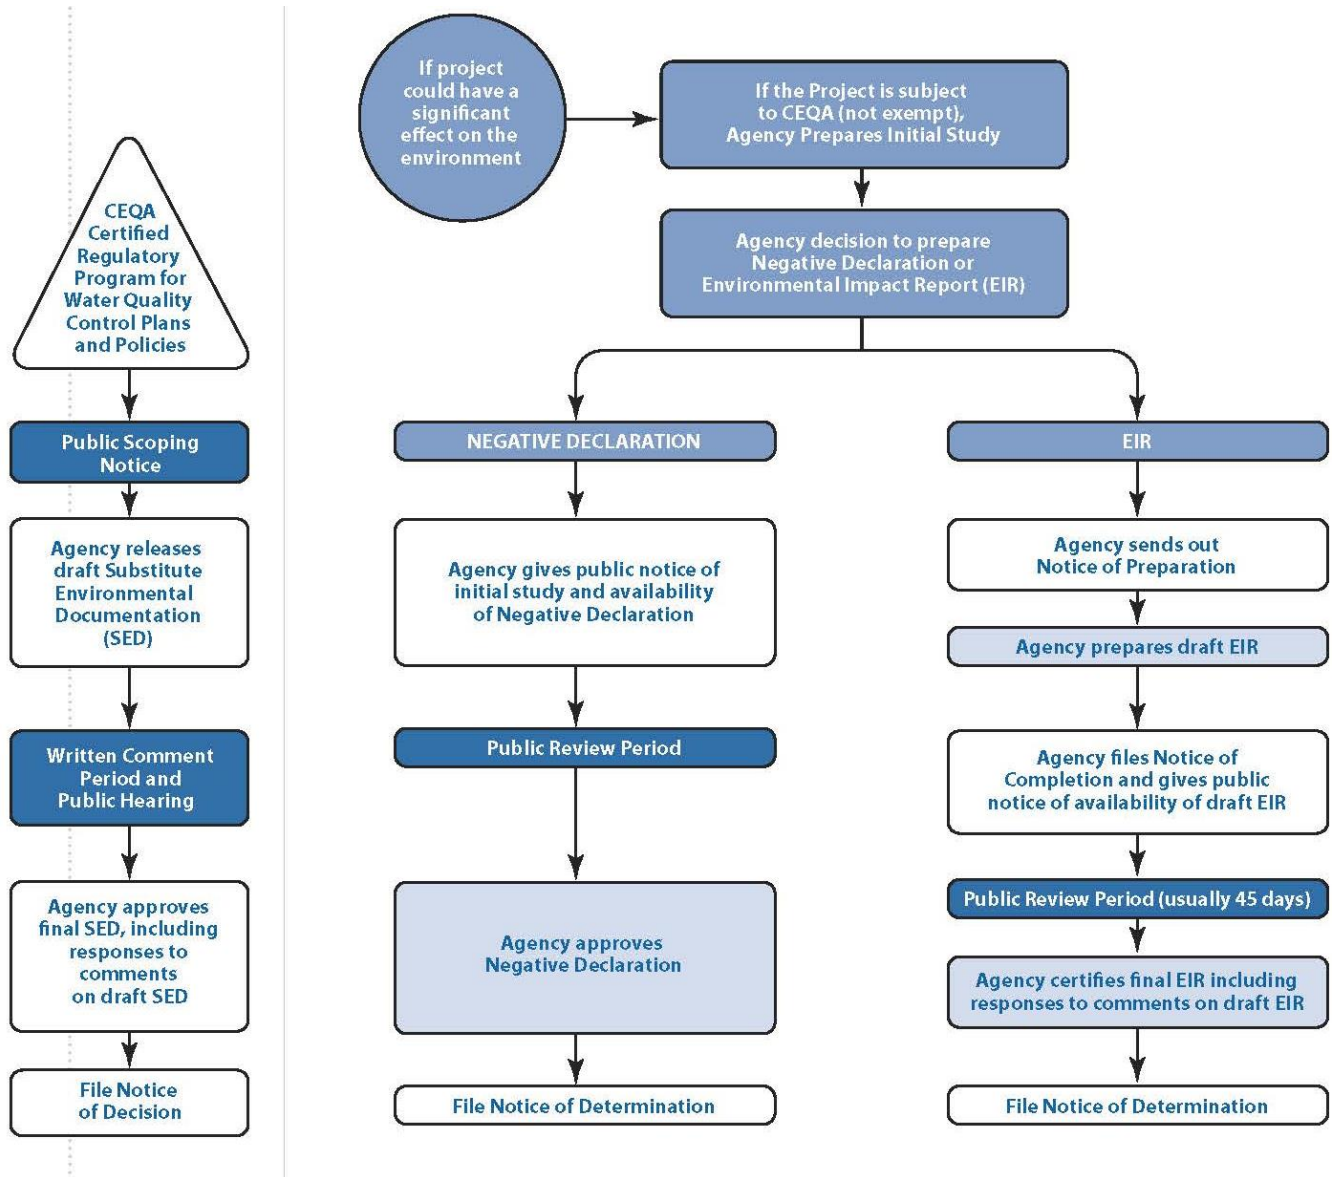 CEQA
Certified
Regulatory
Program for
Water Quality
Control Plans
and Policies
Public Scoping
Notice
Agency releases
draft Substitute
Environmental
Documentation
(SED)
Written Comment
Period and
Public Hearing
Agency approves
final SED, including
responses to
comments
on draft SED
File Notice
of Decision
If project
could have a
significant
effect on the
environment
If the Project is subject
to CEQA (not exempt),
Agency Prepares Initial Study
Agency decision to prepare
Negative Declaration or
Environmental Impact Report (EIR)
NEGATIVE DECLARATION
Agency gives public notice of
initial study and availability
of Negative Declaration
Public Review Period
Agency approves
Negative Declaration
File Notice of Determination
EIR
Agency sends out
Notice of Preparation
Agency prepares draft EIR
Agency files Notice of
Completion and gives public
notice of availability of draft EIR
Public Review Period (usually 45 days)
Agency certifies final EIR including
responses to comments on draft EIR
File Notice of Determination